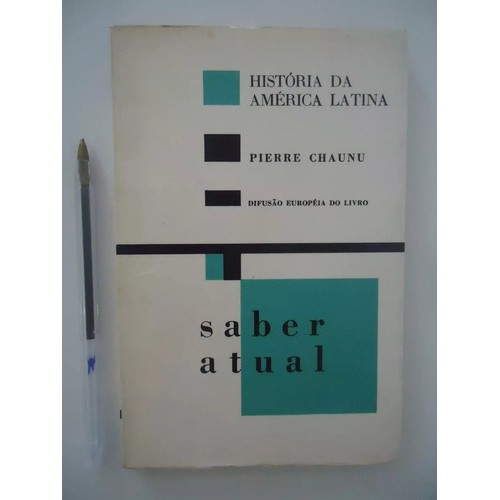 HISTÓRIA DA
AMÉRICA LATINA
PIERRE CHAUNU
DIFUSÃO EUROPÉIA DO LIVRO
saber
atual